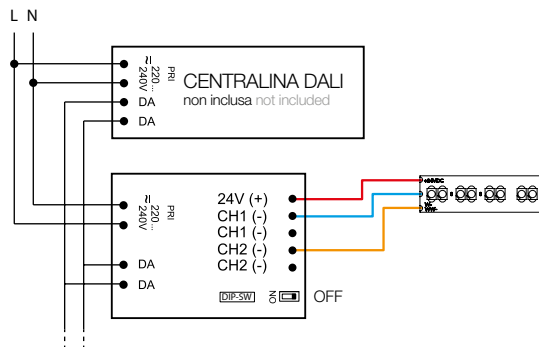 L N
PRI
≂ 220... 240V
CENTRALINA DALI
non inclusa not included
DA
DA
PRI
≂ 220... 240V
24V (+)
CH1 (-)
CH1 (-)
CH2 (-)
CH2 (-)
DA
DA
DIP-SW
ON
OFF